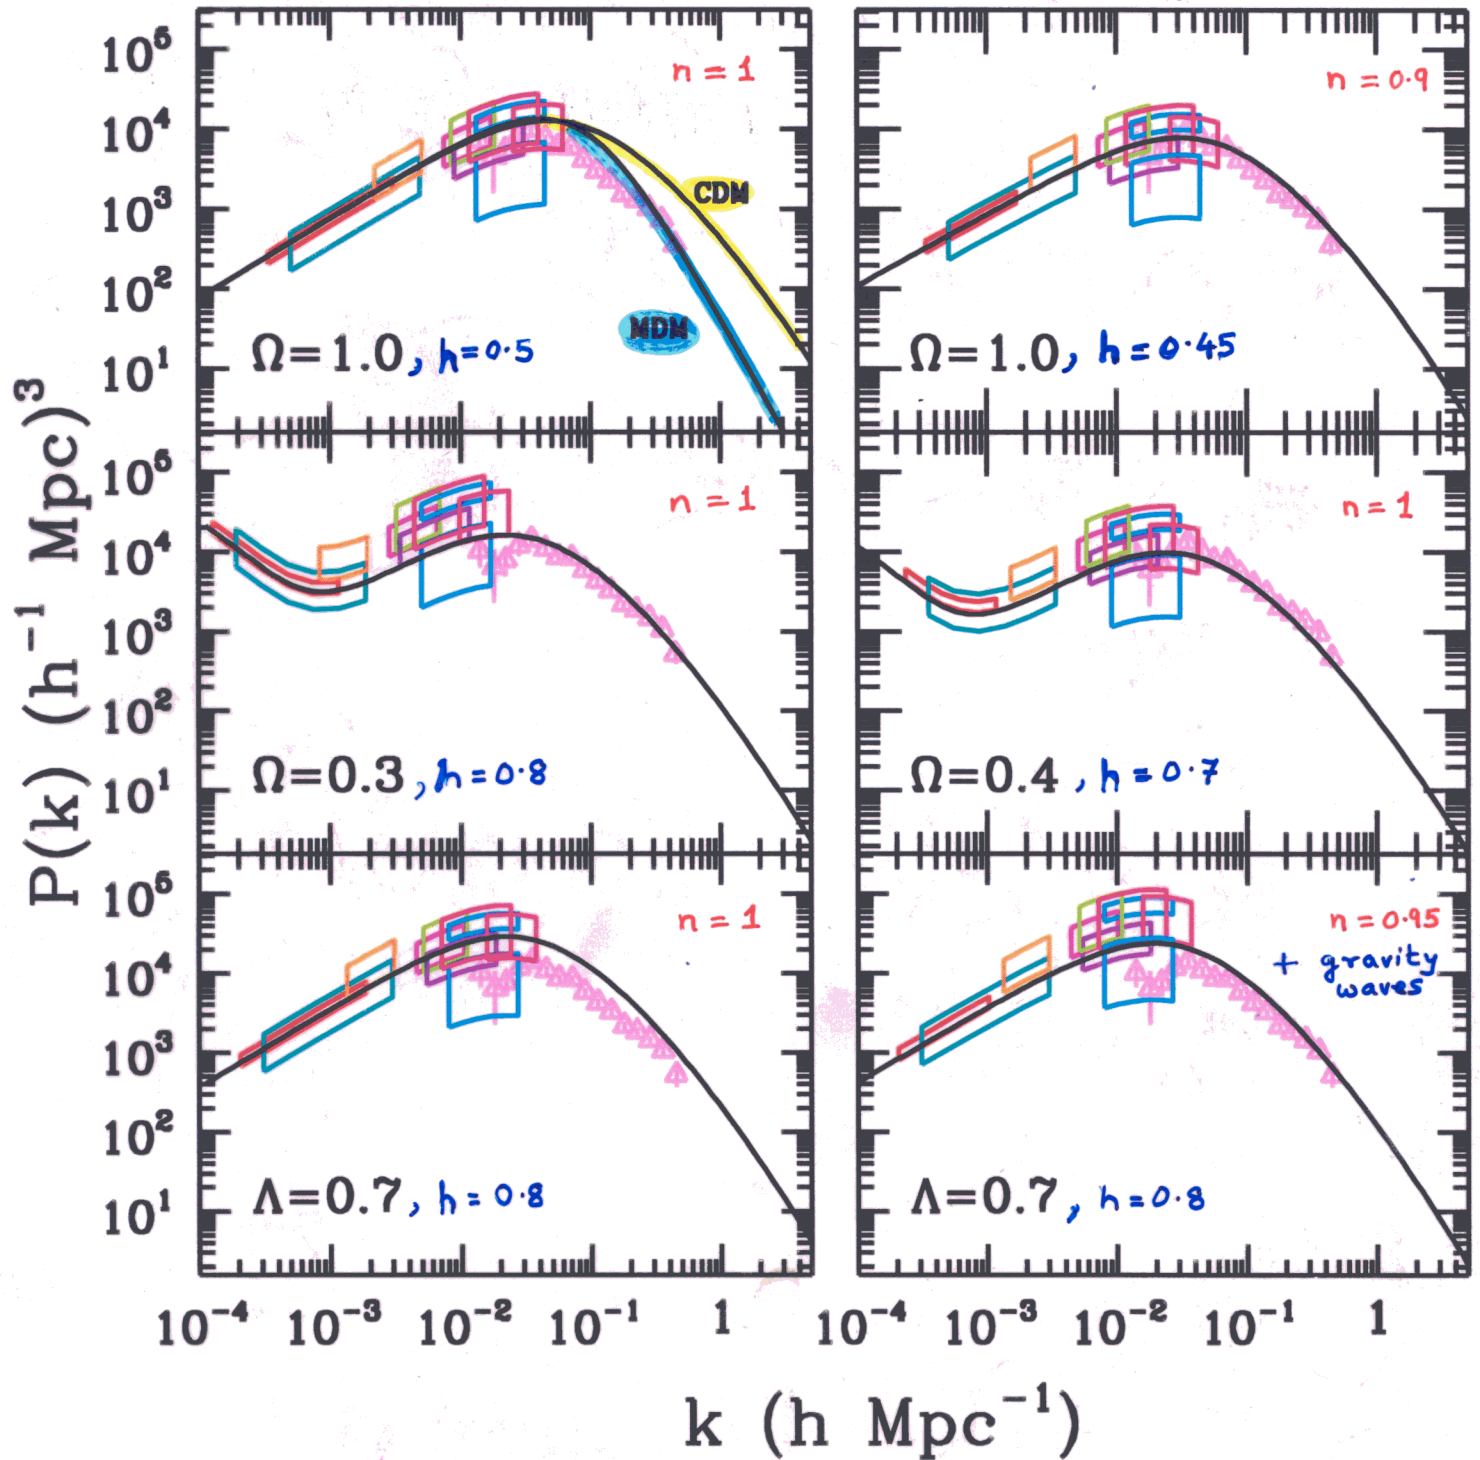 P(k) (h⁻¹ Mpc)³
10⁵
10⁴
10³
10²
10¹
n = 1
CDM
MDM
Ω=1.0, h=0.5
n = 0.9
Ω=1.0, h=0.45
10⁵
10⁴
10³
10²
10¹
n = 1
Ω=0.3, h=0.8
n = 1
Ω=0.4, h=0.7
10⁵
10⁴
10³
10²
10¹
n = 1
Λ=0.7, h=0.8
n=0.95
+ gravity
waves
Λ=0.7, h=0.8
10⁻⁴ 10⁻³ 10⁻² 10⁻¹ 1
10⁻⁴ 10⁻³ 10⁻² 10⁻¹ 1
k (h Mpc⁻¹)